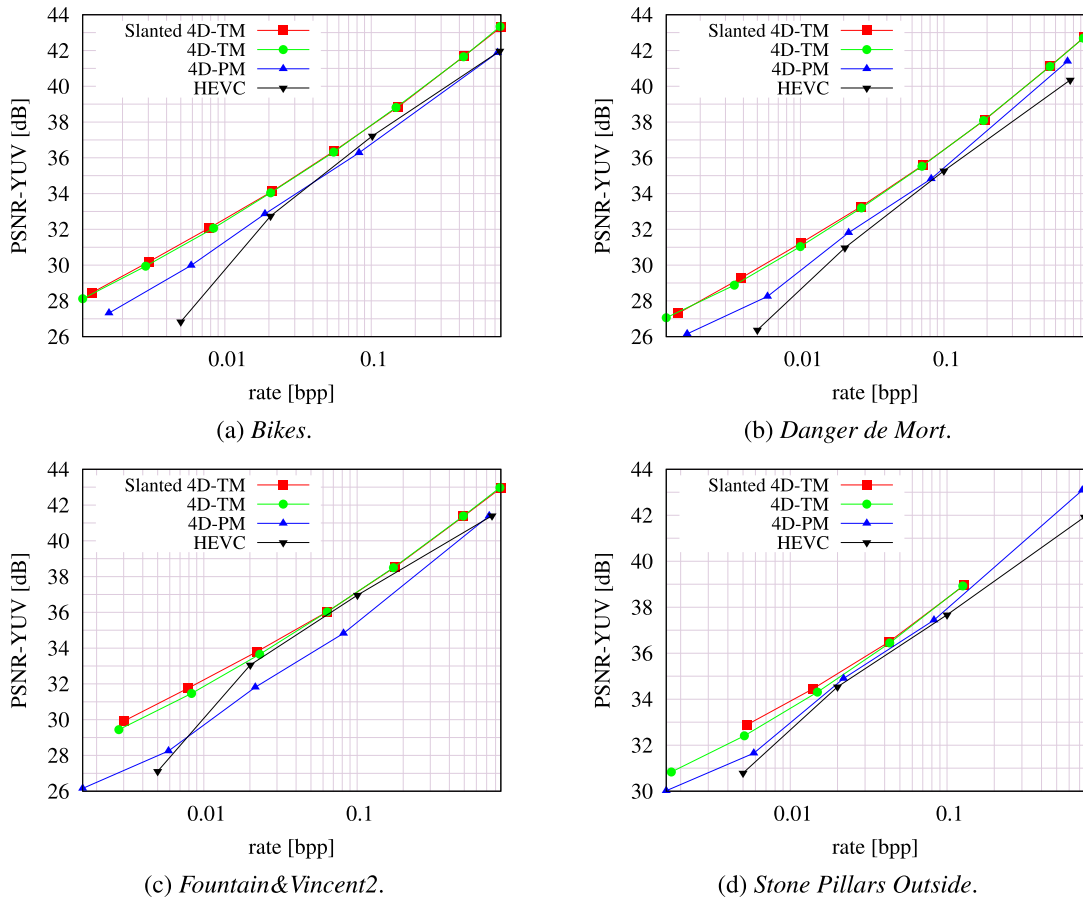 44
42
40
38
36
34
32
30
28
26
PSNR-YUV [dB]
Slanted 4D-TM
4D-TM
4D-PM
HEVC
0.01 0.1
rate [bpp]
(a) Bikes.
44
42
40
38
36
34
32
30
28
26
PSNR-YUV [dB]
Slanted 4D-TM
4D-TM
4D-PM
HEVC
0.01 0.1
rate [bpp]
(b) Danger de Mort.
44
42
40
38
36
34
32
30
28
26
PSNR-YUV [dB]
Slanted 4D-TM
4D-TM
4D-PM
HEVC
0.01 0.1
rate [bpp]
(c) Fountain&Vincent2.
44
42
40
38
36
34
32
30
PSNR-YUV [dB]
Slanted 4D-TM
4D-TM
4D-PM
HEVC
0.01 0.1
rate [bpp]
(d) Stone Pillars Outside.